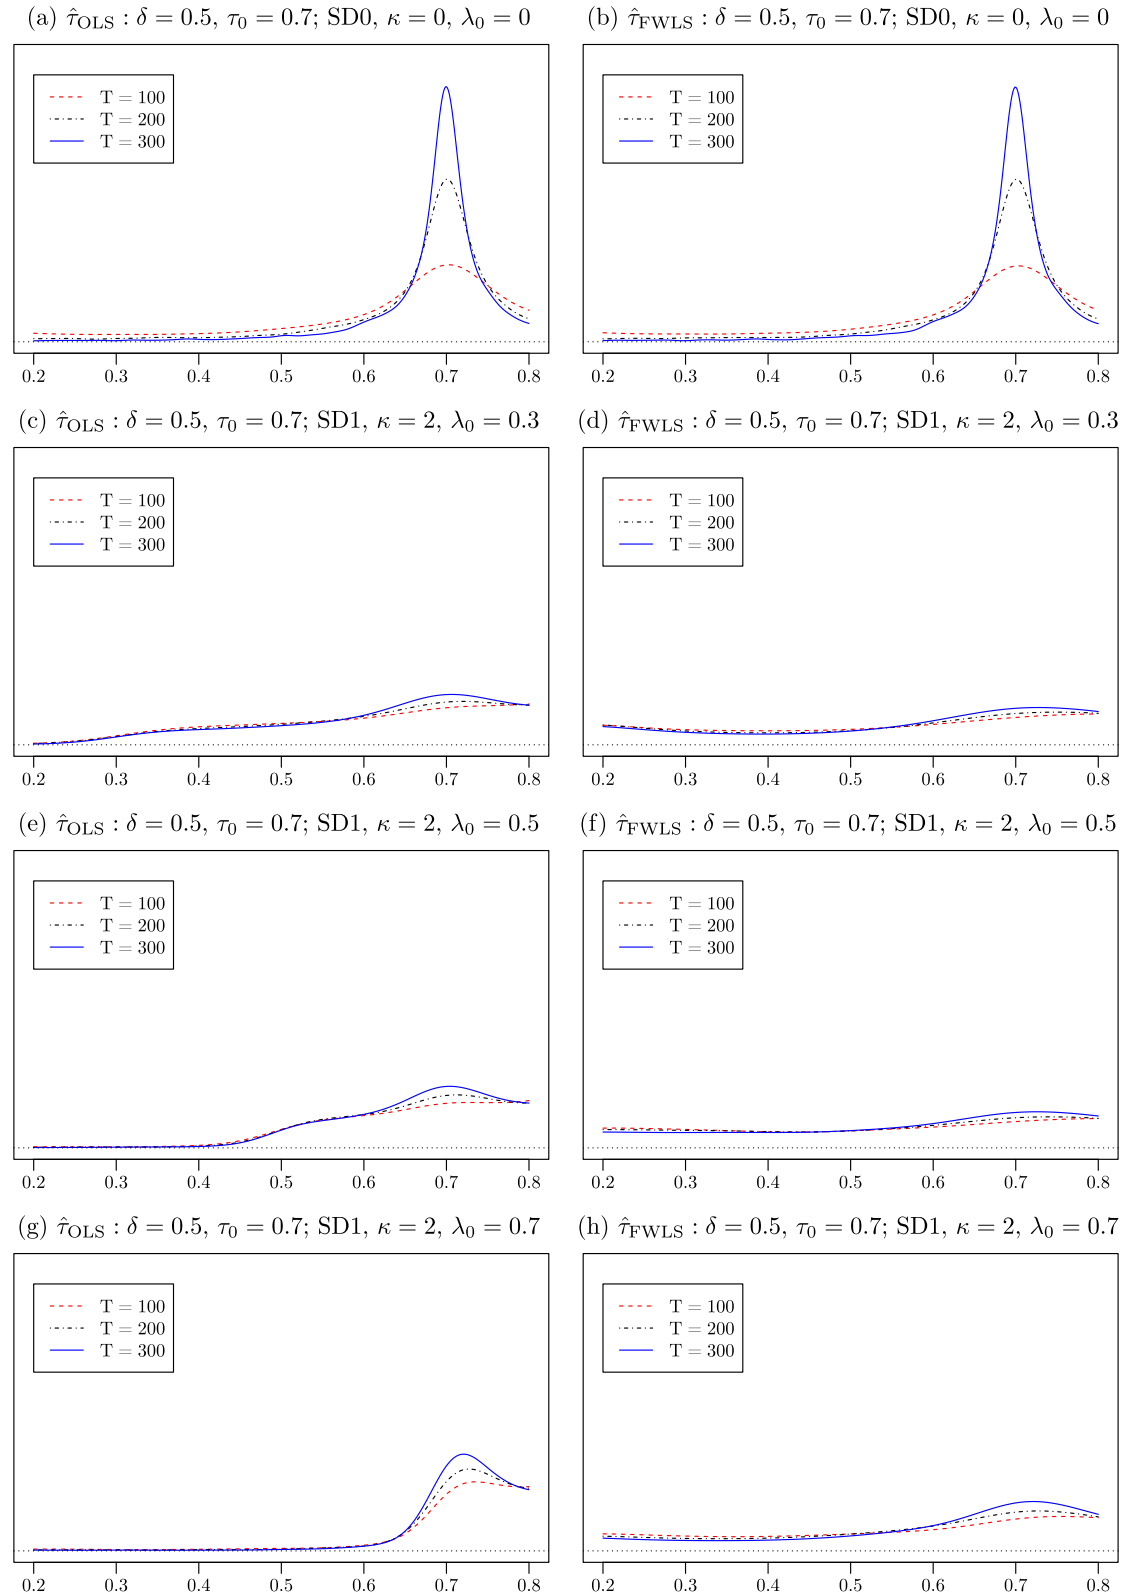 (a) τ̂OLS : δ = 0.5, τ0 = 0.7; SD0, κ = 0, λ0 = 0
T = 100
T = 200
T = 300
0.2 0.3 0.4 0.5 0.6 0.7 0.8
(b) τ̂FWLS : δ = 0.5, τ0 = 0.7; SD0, κ = 0, λ0 = 0
T = 100
T = 200
T = 300
0.2 0.3 0.4 0.5 0.6 0.7 0.8
(c) τ̂OLS : δ = 0.5, τ0 = 0.7; SD1, κ = 2, λ0 = 0.3
T = 100
T = 200
T = 300
0.2 0.3 0.4 0.5 0.6 0.7 0.8
(d) τ̂FWLS : δ = 0.5, τ0 = 0.7; SD1, κ = 2, λ0 = 0.3
T = 100
T = 200
T = 300
0.2 0.3 0.4 0.5 0.6 0.7 0.8
(e) τ̂OLS : δ = 0.5, τ0 = 0.7; SD1, κ = 2, λ0 = 0.5
T = 100
T = 200
T = 300
0.2 0.3 0.4 0.5 0.6 0.7 0.8
(f) τ̂FWLS : δ = 0.5, τ0 = 0.7; SD1, κ = 2, λ0 = 0.5
T = 100
T = 200
T = 300
0.2 0.3 0.4 0.5 0.6 0.7 0.8
(g) τ̂OLS : δ = 0.5, τ0 = 0.7; SD1, κ = 2, λ0 = 0.7
T = 100
T = 200
T = 300
0.2 0.3 0.4 0.5 0.6 0.7 0.8
(h) τ̂FWLS : δ = 0.5, τ0 = 0.7; SD1, κ = 2, λ0 = 0.7
T = 100
T = 200
T = 300
0.2 0.3 0.4 0.5 0.6 0.7 0.8